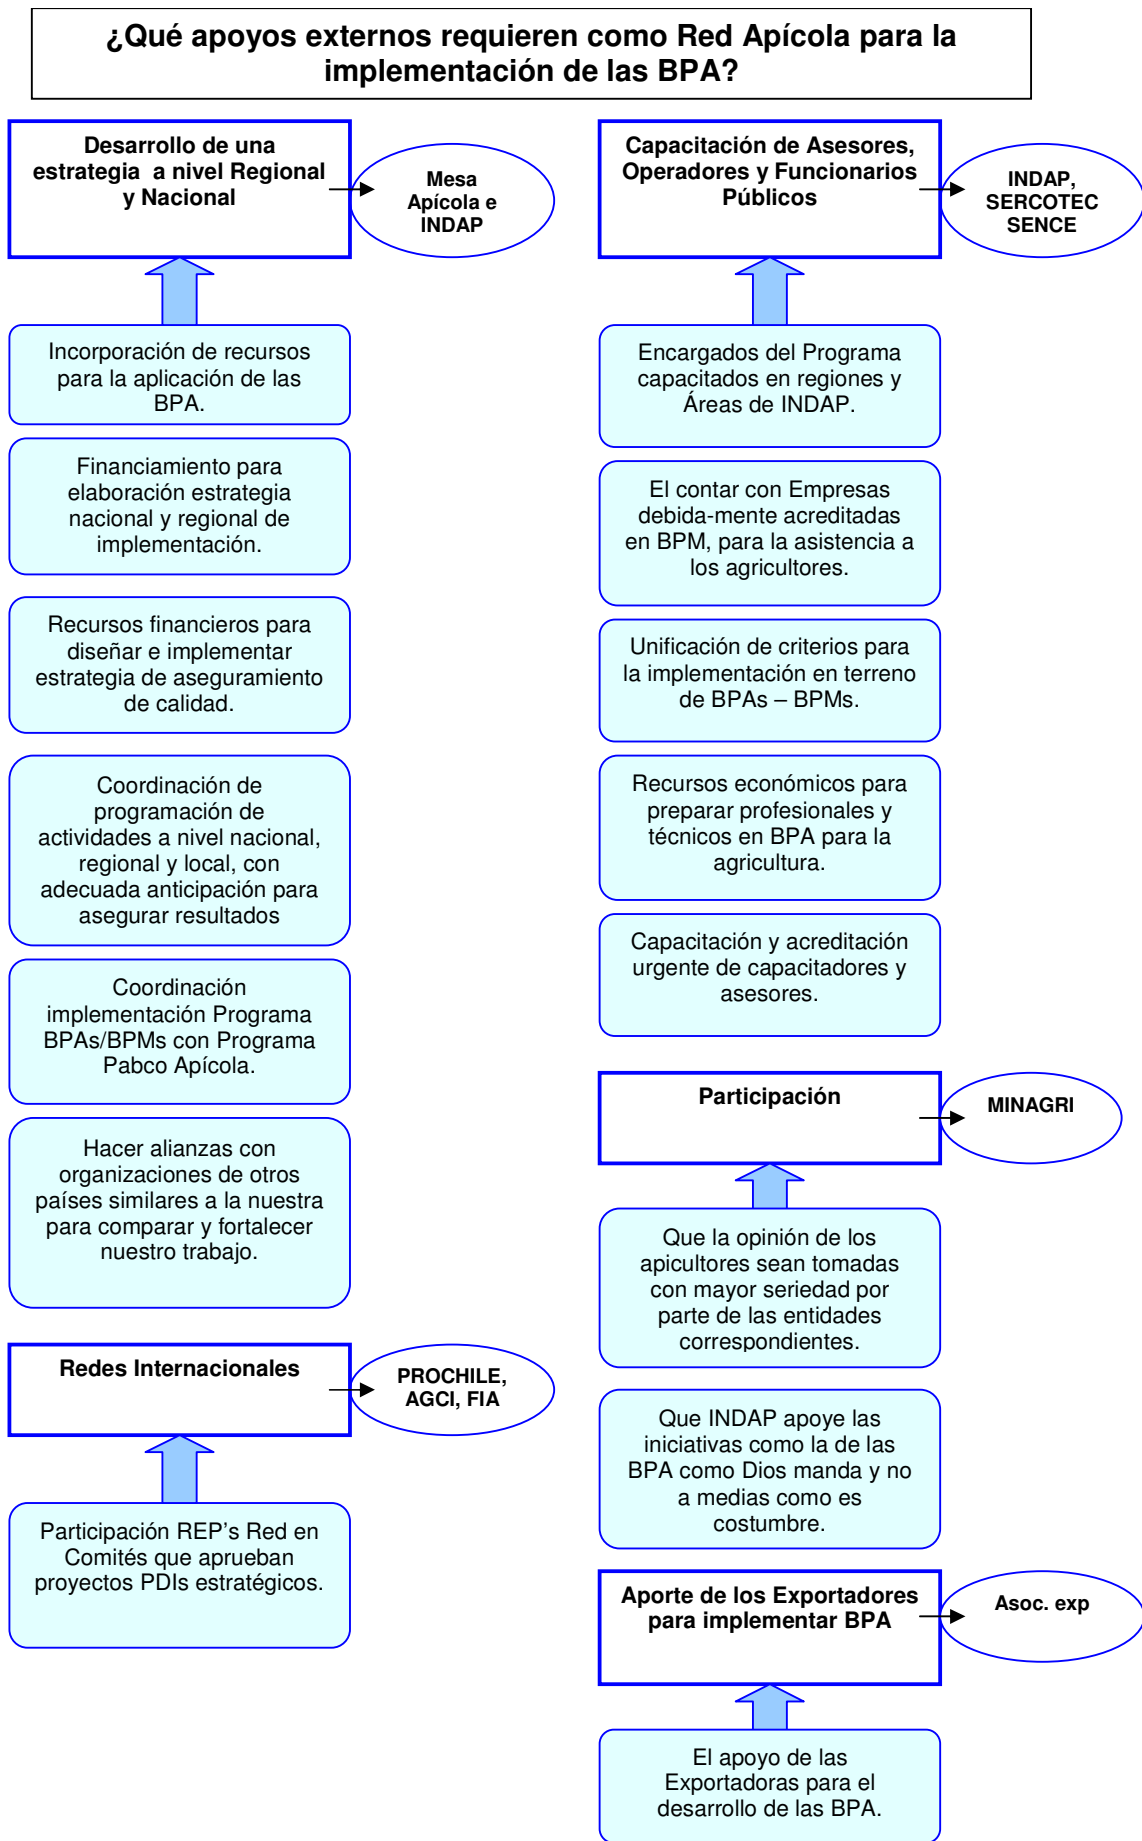 ¿Qué apoyos externos requieren como Red Apícola para la
implementación de las BPA?
Desarrollo de una
estrategia a nivel Regional
y Nacional
Mesa
Apícola e
INDAP
Incorporación de recursos
para la aplicación de las
BPA.
Financiamiento para
elaboración estrategia
nacional y regional de
implementación.
Recursos financieros para
diseñar e implementar
estrategia de aseguramiento
de calidad.
Coordinación de
programación de
actividades a nivel nacional,
regional y local, con
adecuada anticipación para
asegurar resultados
Coordinación
implementación Programa
BPAs/BPMs con Programa
Pabco Apícola.
Hacer alianzas con
organizaciones de otros
países similares a la nuestra
para comparar y fortalecer
nuestro trabajo.
Redes Internacionales
PROCHILE,
AGCI, FIA
Participación REP's Red en
Comités que aprueban
proyectos PDIs estratégicos.
Capacitación de Asesores,
Operadores y Funcionarios
Públicos
INDAP,
SERCOTEC
SENCE
Encargados del Programa
capacitados en regiones y
Áreas de INDAP.
El contar con Empresas
debida-mente acreditadas
en BPM, para la asistencia a
los agricultores.
Unificación de criterios para
la implementación en terreno
de BPAs – BPMs.
Recursos económicos para
preparar profesionales y
técnicos en BPA para la
agricultura.
Capacitación y acreditación
urgente de capacitadores y
asesores.
Participación
MINAGRI
Que la opinión de los
apicultores sean tomadas
con mayor seriedad por
parte de las entidades
correspondientes.
Que INDAP apoye las
iniciativas como la de las
BPA como Dios manda y no
a medias como es
costumbre.
Aporte de los Exportadores
para implementar BPA
Asoc. exp
El apoyo de las
Exportadoras para el
desarrollo de las BPA.